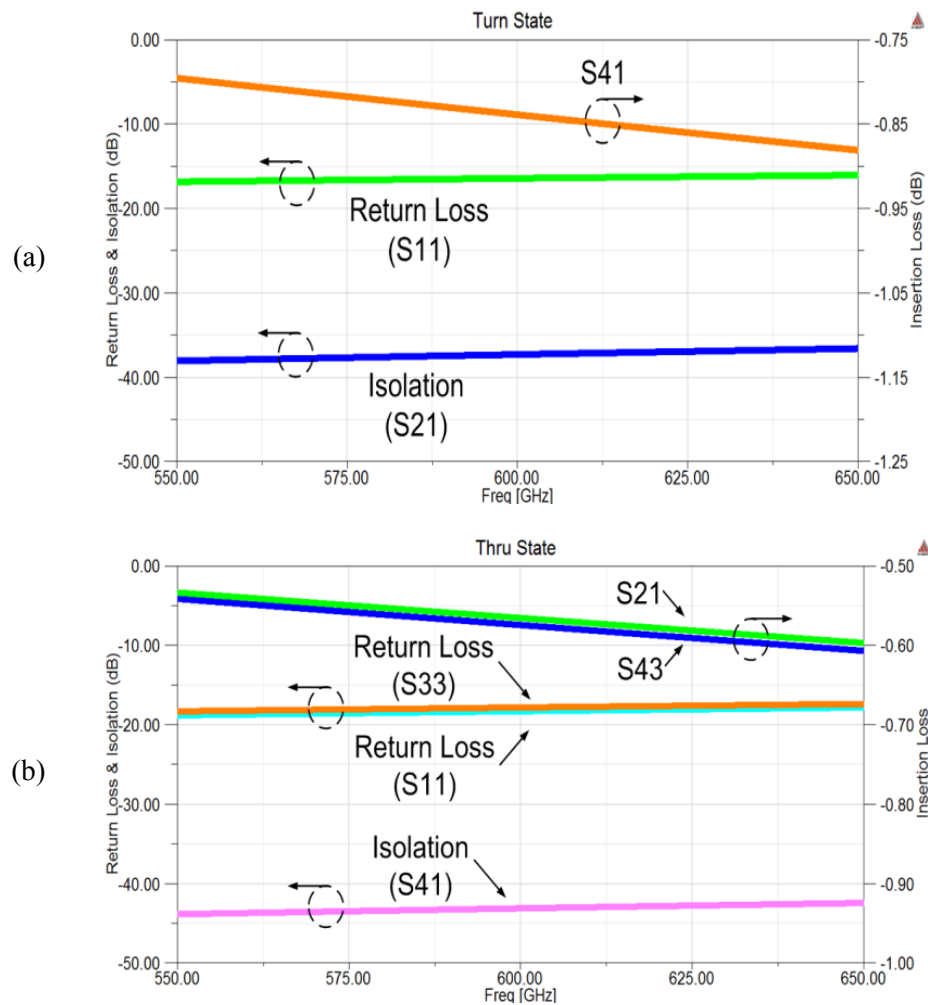 (a)
Turn State
0.00
-10.00
-20.00
-30.00
-40.00
-50.00
Return Loss & Isolation (dB)
S41
Return Loss
(S11)
Isolation
(S21)
-0.75
-0.85
-0.95
-1.05
-1.15
-1.25
Insertion Loss (dB)
550.00
575.00
600.00
625.00
650.00
Freq [GHz]
(b)
Thru State
0.00
-10.00
-20.00
-30.00
-40.00
-50.00
Return Loss & Isolation (dB)
S21
S43
Return Loss
(S33)
Return Loss
(S11)
Isolation
(S41)
-0.50
-0.60
-0.70
-0.80
-0.90
-1.00
Insertion Loss
550.00
575.00
600.00
625.00
650.00
Freq [GHz]